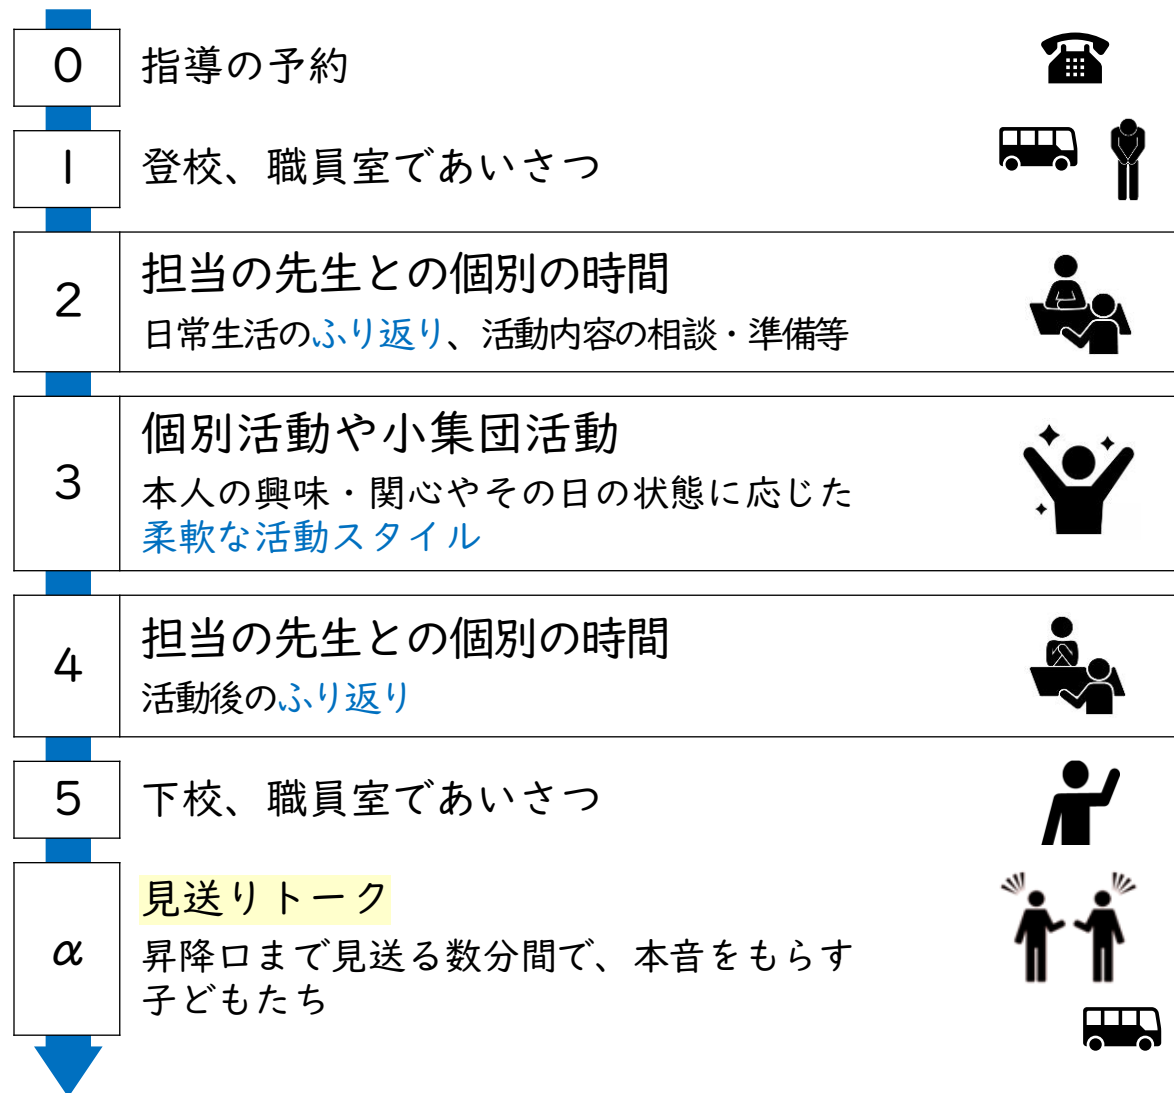 0 指導の予約
1 登校、職員室であいさつ
2 担当の先生との個別の時間
日常生活のふり返り、活動内容の相談・準備等
3 個別活動や小集団活動
本人の興味・関心やその日の状態に応じた
柔軟な活動スタイル
4 担当の先生との個別の時間
活動後のふり返り
5 下校、職員室であいさつ
α 見送りトーク
昇降口まで見送る数分間で、本音をもらす
子どもたち